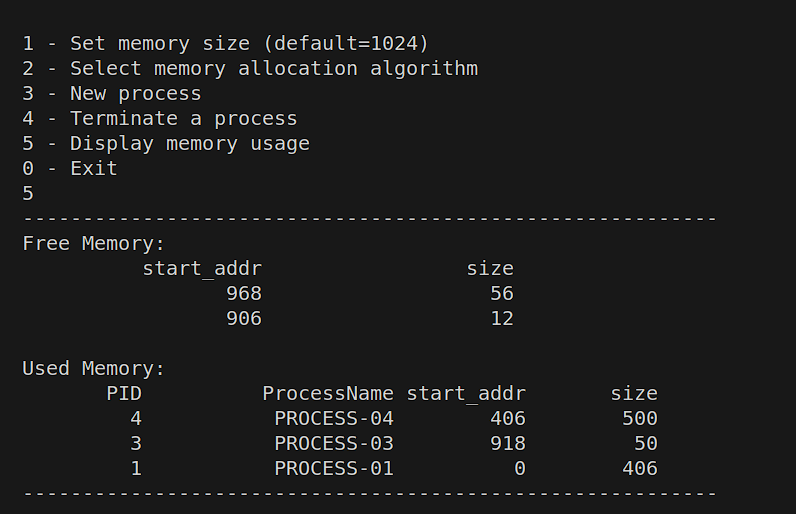 1 - Set memory size (default=1024)
2 - Select memory allocation algorithm
3 - New process
4 - Terminate a process
5 - Display memory usage
0 - Exit
5
----------------------------------------------------------
Free Memory:
          start_addr                 size
                 968                   56
                 906                   12

Used Memory:
       PID          ProcessName start_addr       size
         4           PROCESS-04        406        500
         3           PROCESS-03        918         50
         1           PROCESS-01          0        406
----------------------------------------------------------